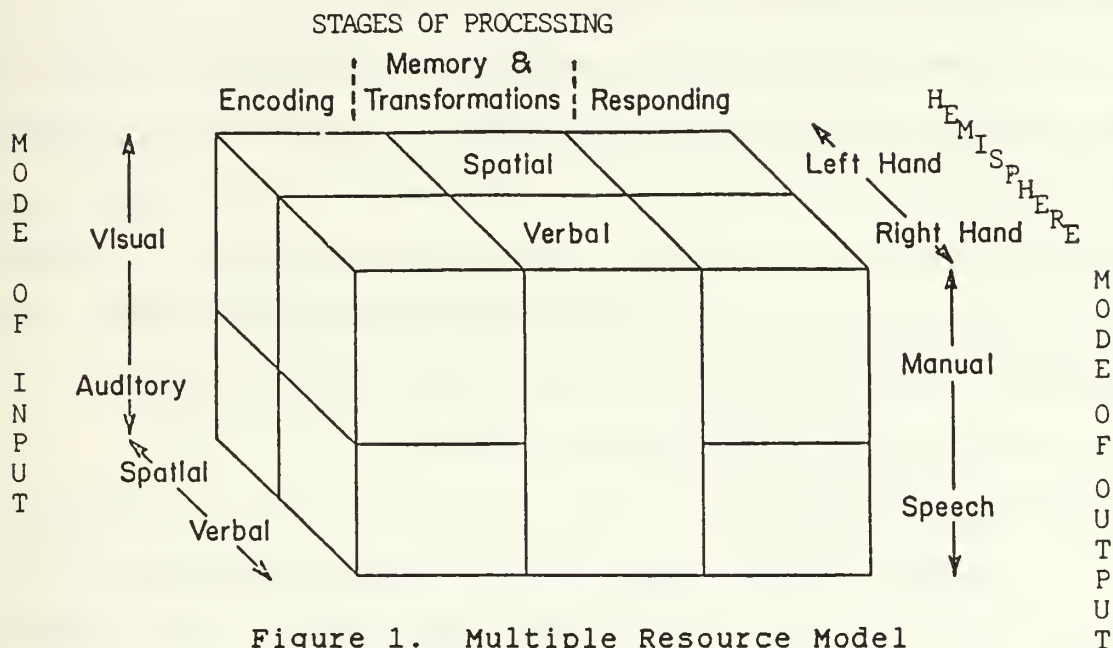 STAGES OF PROCESSING
Memory &
Encoding Transformations Responding
HEMISPHERE
MODE OF INPUT
Spatial
Left Hand
Visual
Verbal
Right Hand
MODE OF OUTPUT
Manual
Auditory
Spatial
Speech
Verbal
Figure 1. Multiple Resource Model